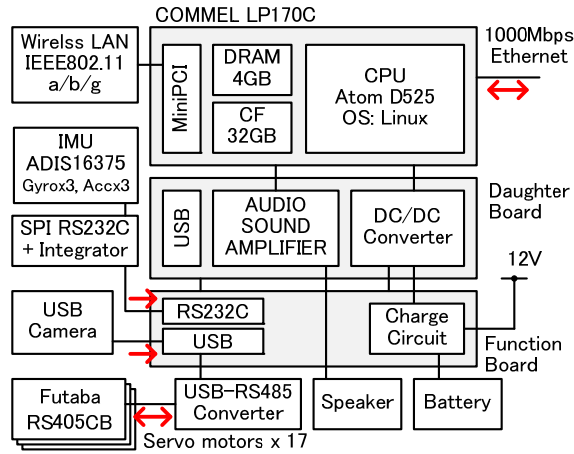 COMMEL LP170C
Wirelss LAN
IEEE802.11
a/b/g
MiniPCI
DRAM
4GB
CF
32GB
CPU
Atom D525
OS: Linux
1000Mbps
Ethernet
IMU
ADIS16375
Gyrox3, Accx3
SPI RS232C
+ Integrator
USB
AUDIO
SOUND
AMPLIFIER
DC/DC
Converter
Daughter
Board
12V
USB
Camera
RS232C
USB
Charge
Circuit
Function
Board
Futaba
RS405CB
USB-RS485
Converter
Speaker
Battery
Servo motors x 17